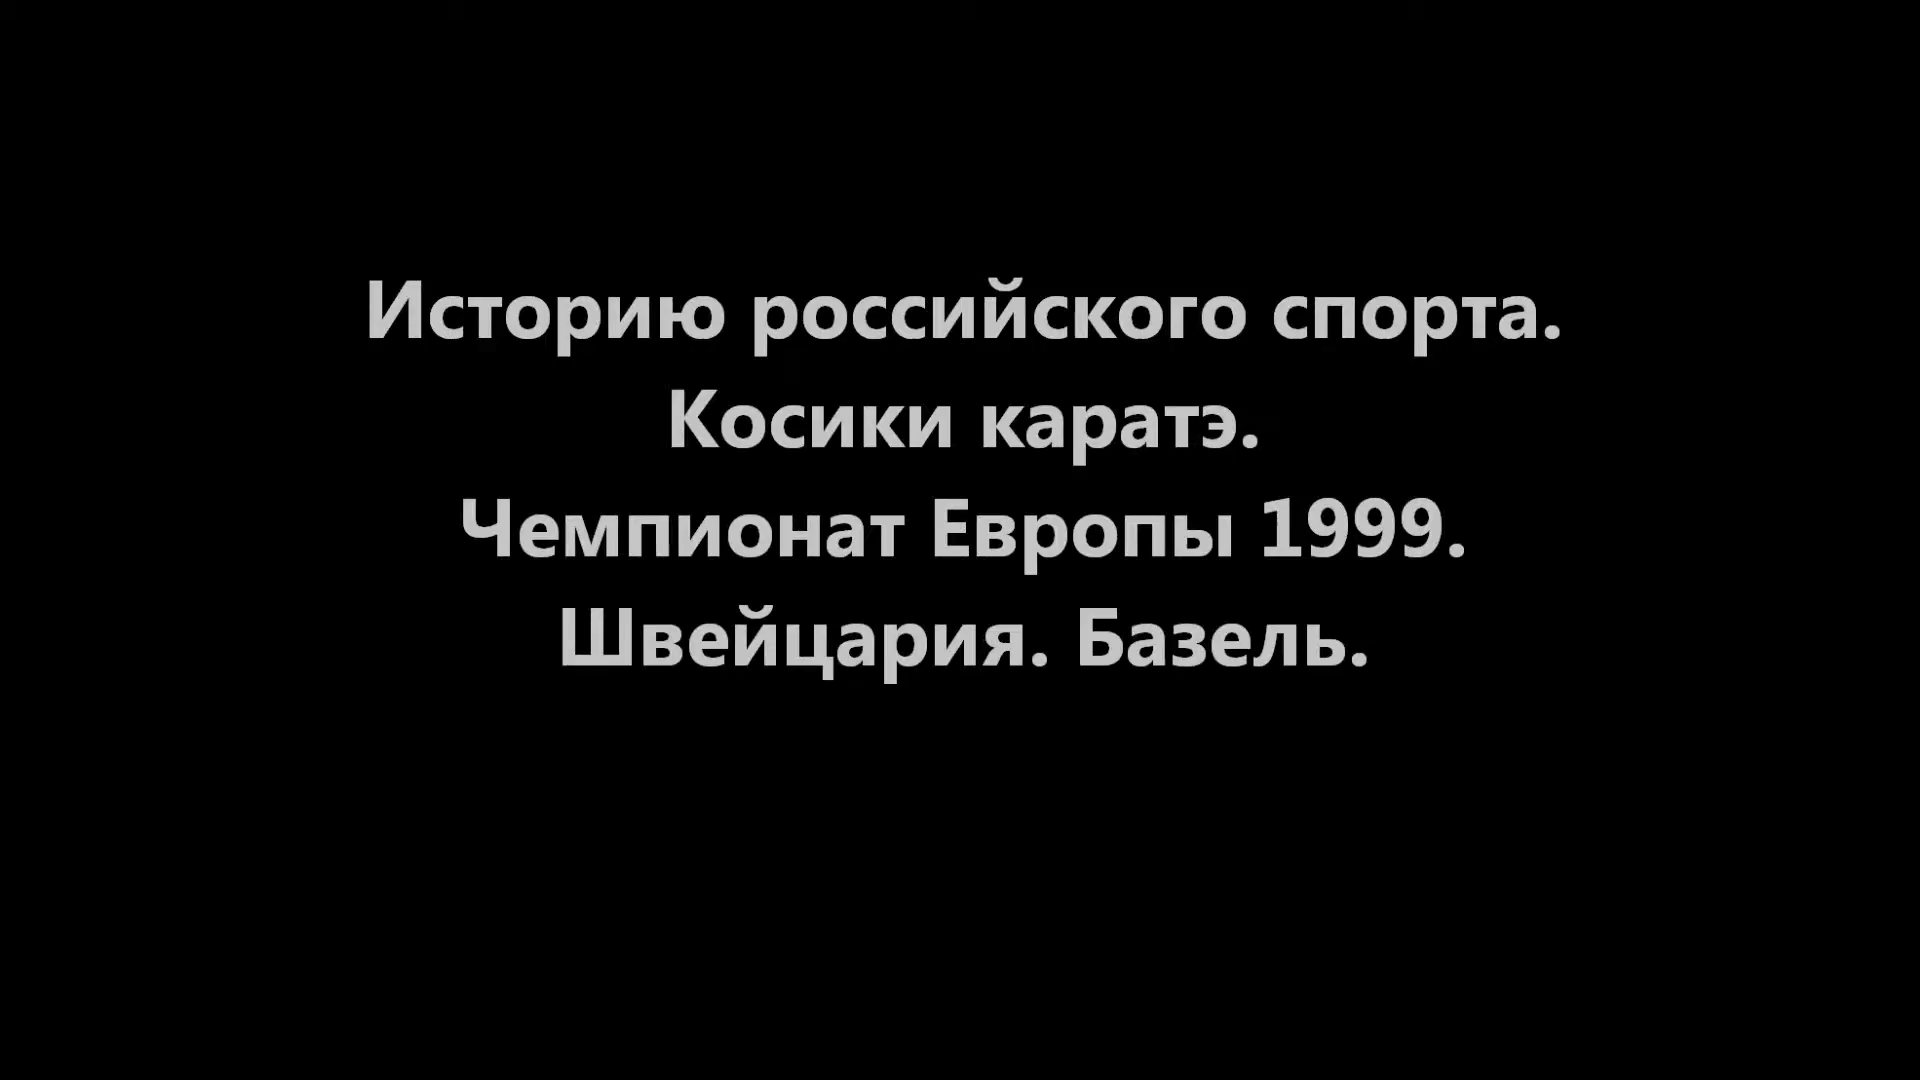 Историю российского спорта.
Косики каратэ.
Чемпионат Европы 1999.
Швейцария. Базель.